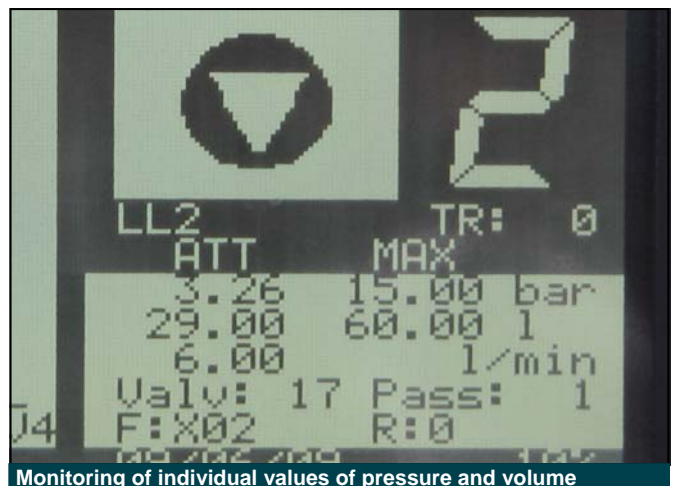 2
LL2 TR: 0
ATT MAX
3.26 15.00 bar
29.00 60.00 l
6.00 l/min
Valv: 17 Pass: 1
F:X02 R:0
Monitoring of individual values of pressure and volume